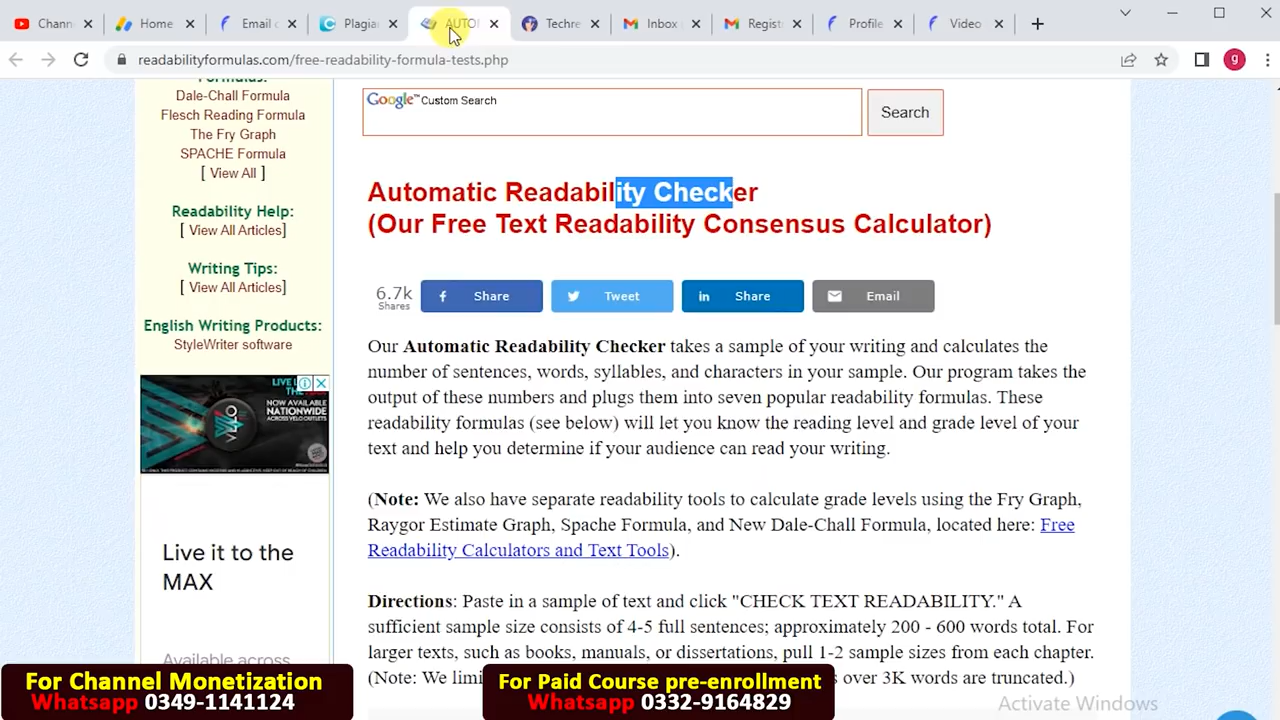 Chann
Home
Email c
Plagia
AUTO
Techre
Inbox
Regist
Profile
Video
readabilityformulas.com/free-readability-formula-tests.php
g
Formulas:
Dale-Chall Formula
Flesch Reading Formula
The Fry Graph
SPACHE Formula
[ View All ]
Readability Help:
[ View All Articles]
Writing Tips:
[ View All Articles]
English Writing Products:
StyleWriter software
NOW AVAILABLE
NATIONWIDE
ACROSS VELO OUTLETS
VELO
Live it to the
MAX
Available across
Google™ Custom Search
Search
Automatic Readability Checker
(Our Free Text Readability Consensus Calculator)
6.7k
Shares
Share
Tweet
Share
Email
Our Automatic Readability Checker takes a sample of your writing and calculates the
number of sentences, words, syllables, and characters in your sample. Our program takes the
output of these numbers and plugs them into seven popular readability formulas. These
readability formulas (see below) will let you know the reading level and grade level of your
text and help you determine if your audience can read your writing.
(Note: We also have separate readability tools to calculate grade levels using the Fry Graph,
Raygor Estimate Graph, Spache Formula, and New Dale-Chall Formula, located here: Free
Readability Calculators and Text Tools).
Directions: Paste in a sample of text and click "CHECK TEXT READABILITY." A
sufficient sample size consists of 4-5 full sentences; approximately 200 - 600 words total. For
larger texts, such as books, manuals, or dissertations, pull 1-2 sample sizes from each chapter.
(Note: We limi
s over 3K words are truncated.)
For Channel Monetization
Whatsapp 0349-1141124
For Paid Course pre-enrollment
Whatsapp 0332-9164829
Activate Windows